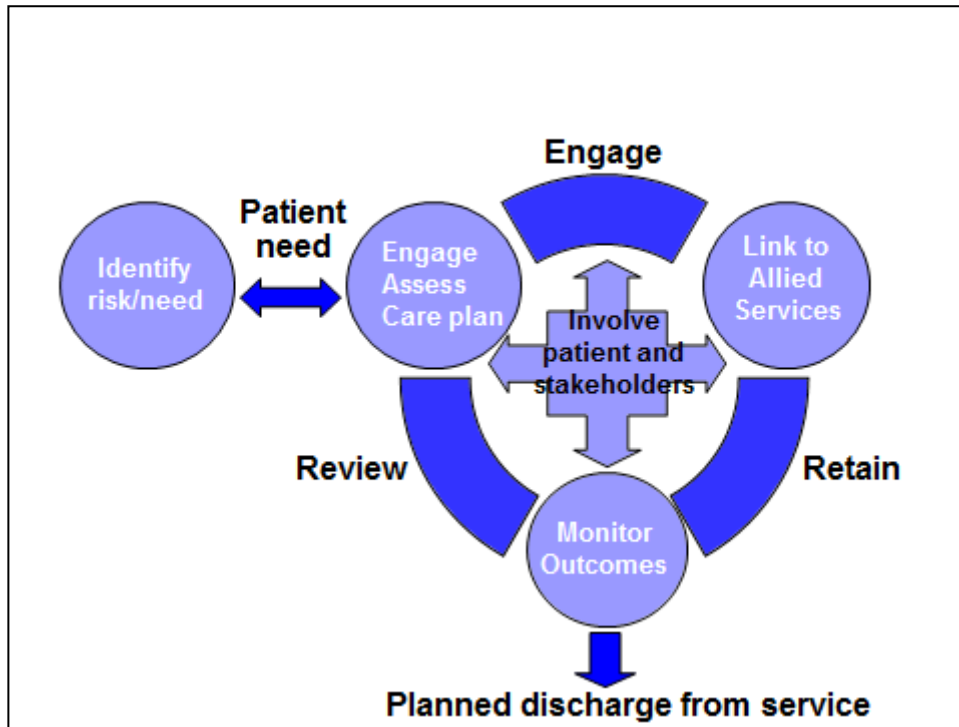 Engage
Patient
need
Identify
risk/need
Engage
Assess
Care plan
Link to
Allied
Services
Involve
patient and
stakeholders
Review
Retain
Monitor
Outcomes
Planned discharge from service